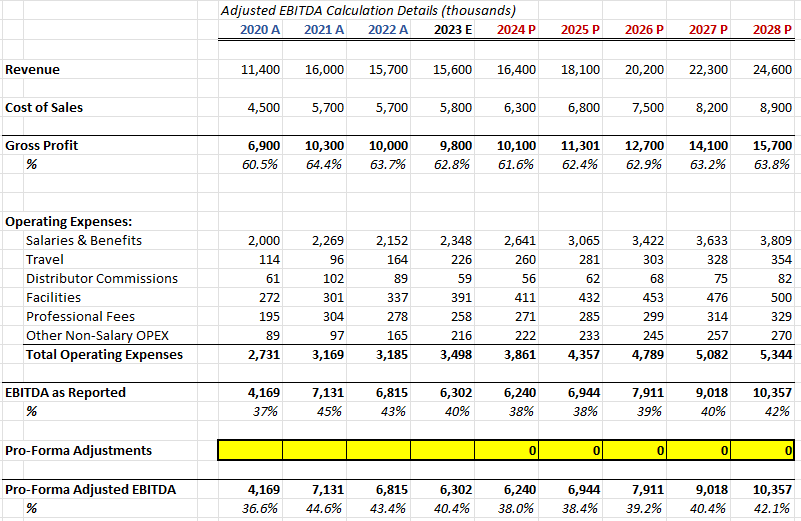 Adjusted EBITDA Calculation Details (thousands)
2020 A 2021 A 2022 A 2023 E 2024 P 2025 P 2026 P 2027 P 2028 P
Revenue 11,400 16,000 15,700 15,600 16,400 18,100 20,200 22,300 24,600
Cost of Sales 4,500 5,700 5,700 5,800 6,300 6,800 7,500 8,200 8,900
Gross Profit 6,900 10,300 10,000 9,800 10,100 11,301 12,700 14,100 15,700
% 60.5% 64.4% 63.7% 62.8% 61.6% 62.4% 62.9% 63.2% 63.8%
Operating Expenses:
Salaries & Benefits 2,000 2,269 2,152 2,348 2,641 3,065 3,422 3,633 3,809
Travel 114 96 164 226 260 281 303 328 354
Distributor Commissions 61 102 89 59 56 62 68 75 82
Facilities 272 301 337 391 411 432 453 476 500
Professional Fees 195 304 278 258 271 285 299 314 329
Other Non-Salary OPEX 89 97 165 216 222 233 245 257 270
Total Operating Expenses 2,731 3,169 3,185 3,498 3,861 4,357 4,789 5,082 5,344
EBITDA as Reported 4,169 7,131 6,815 6,302 6,240 6,944 7,911 9,018 10,357
% 37% 45% 43% 40% 38% 38% 39% 40% 42%
Pro-Forma Adjustments 0 0 0 0 0
Pro-Forma Adjusted EBITDA 4,169 7,131 6,815 6,302 6,240 6,944 7,911 9,018 10,357
% 36.6% 44.6% 43.4% 40.4% 38.0% 38.4% 39.2% 40.4% 42.1%